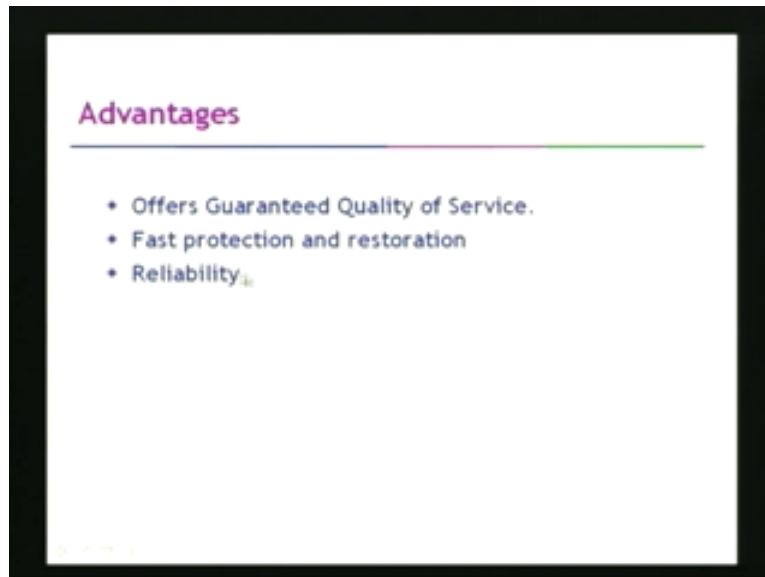 Advantages
Offers Guaranteed Quality of Service.
Fast protection and restoration
Reliability